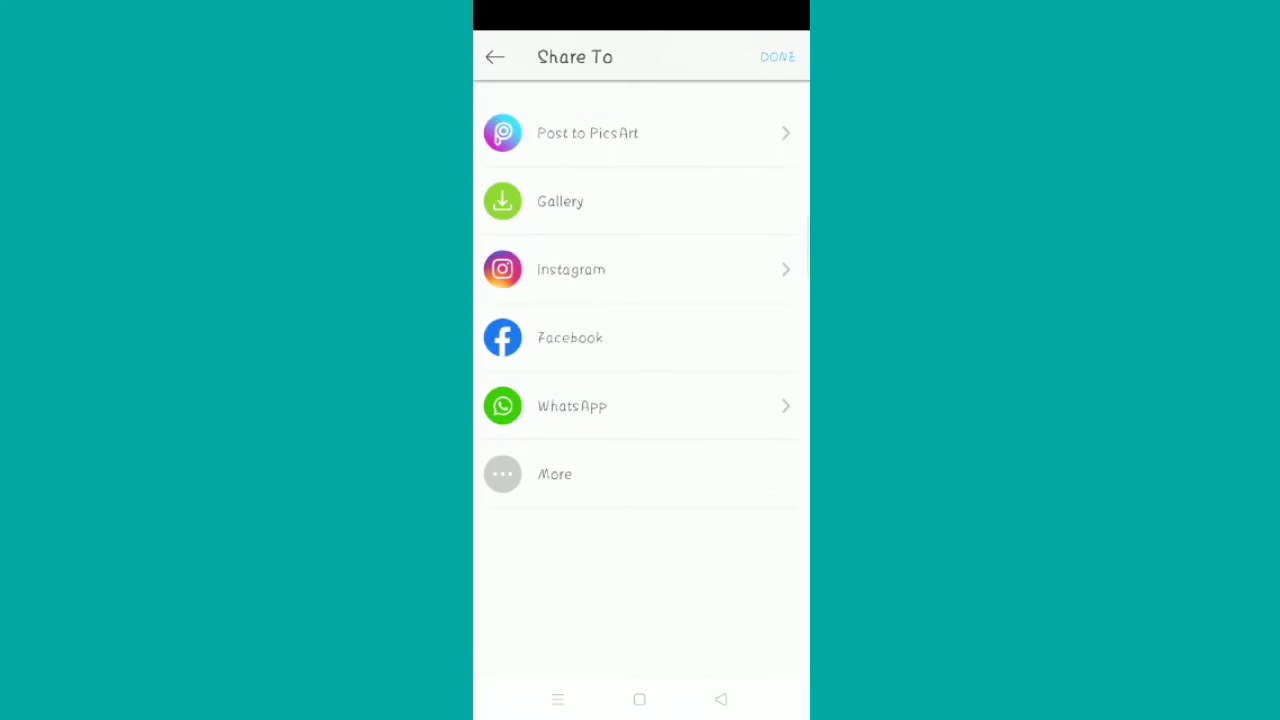 Share To
DONE
Post to PicsArt
Gallery
Instagram
Facebook
WhatsApp
More